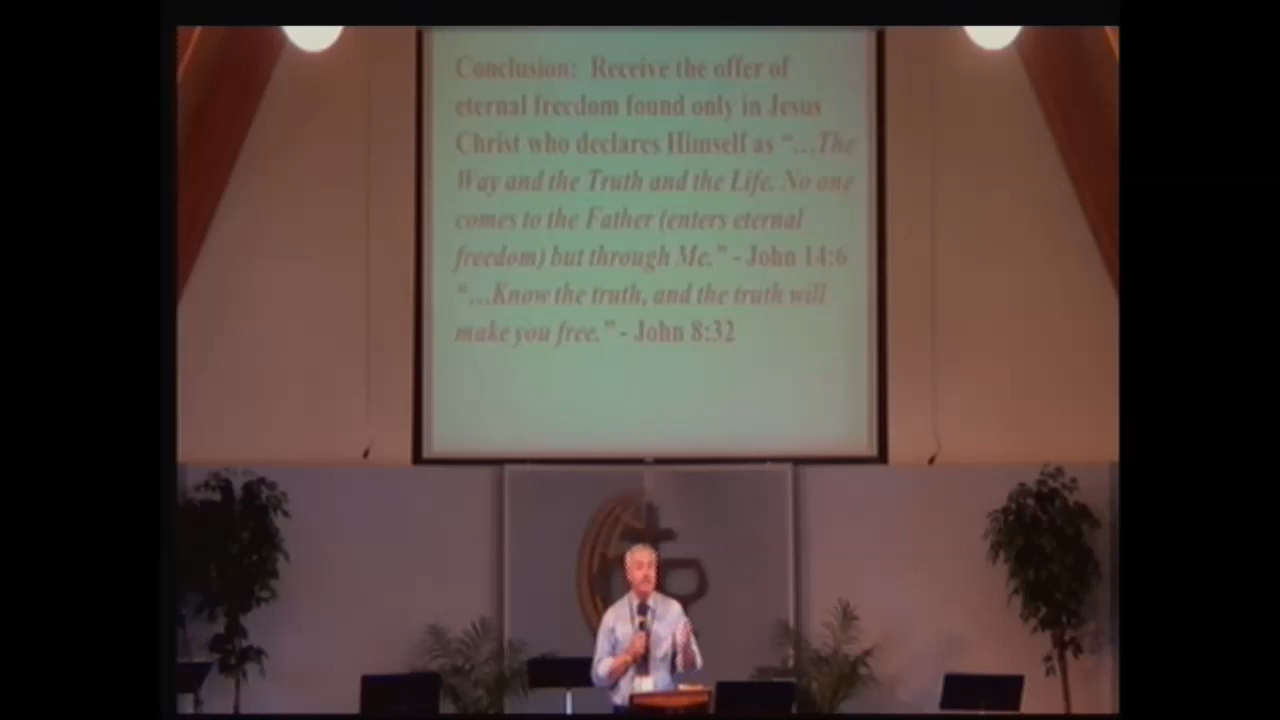 Conclusion: Receive the offer of
eternal freedom found only in Jesus
Christ who declares Himself as "...The
Way and the Truth and the Life. No one
comes to the Father (enters eternal
freedom) but through Me." - John 14:6
"...Know the truth, and the truth will
make you free." - John 8:32